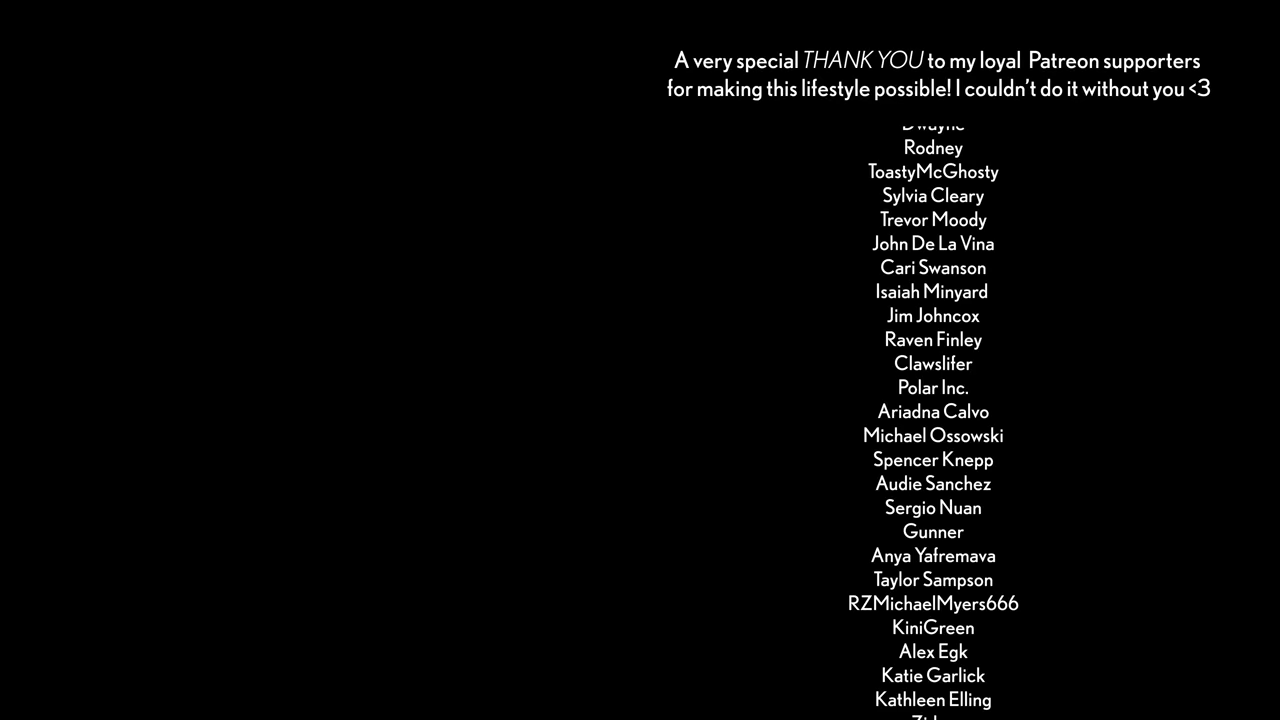 A very special THANK YOU to my loyal Patreon supporters
for making this lifestyle possible! I couldn't do it without you <3
Dwayne
Rodney
ToastyMcGhosty
Sylvia Cleary
Trevor Moody
John De La Vina
Cari Swanson
Isaiah Minyard
Jim Johncox
Raven Finley
Clawslifer
Polar Inc.
Ariadna Calvo
Michael Ossowski
Spencer Knepp
Audie Sanchez
Sergio Nuan
Gunner
Anya Yafremava
Taylor Sampson
RZMichaelMyers666
KiniGreen
Alex Egk
Katie Garlick
Kathleen Elling